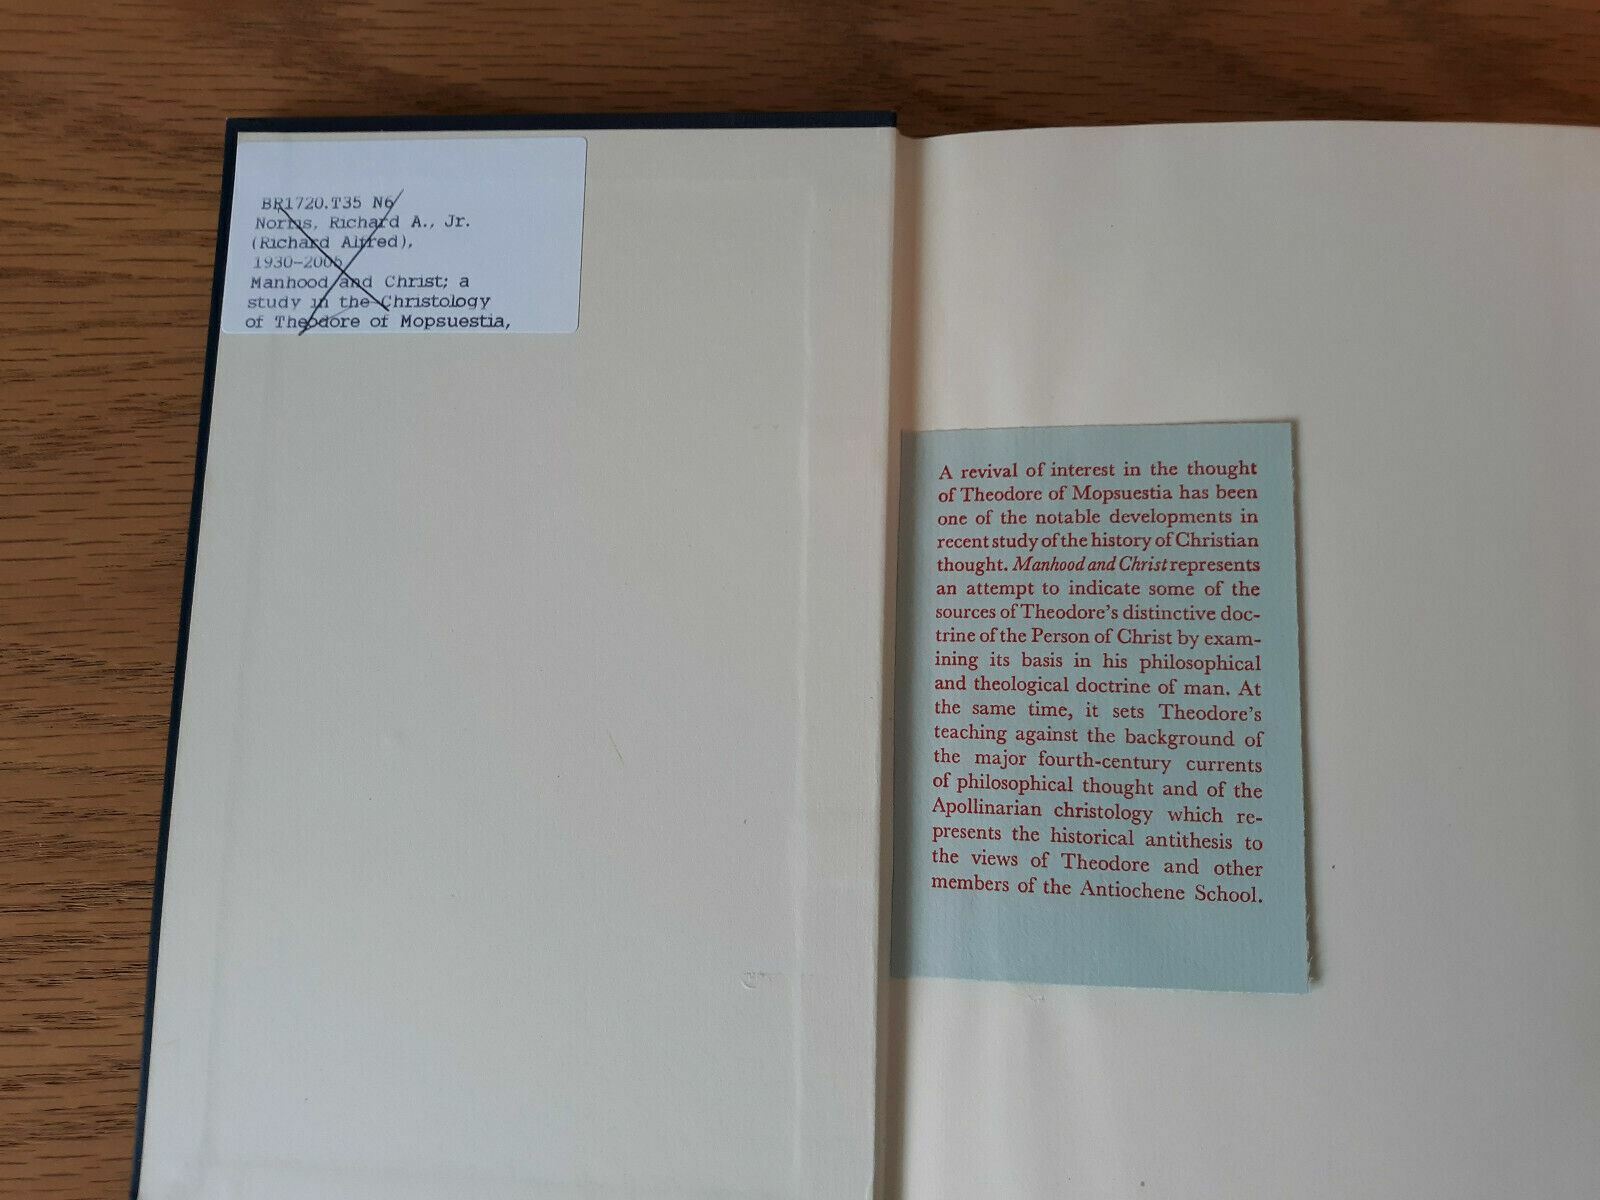 BR1720.T35 N6
Norris, Richard A., Jr.
(Richard Alfred),
1930-2005
Manhood and Christ; a
study in the Christology
of Theodore of Mopsuestia,
A revival of interest in the thought
of Theodore of Mopsuestia has been
one of the notable developments in
recent study of the history of Christian
thought. Manhood and Christ represents
an attempt to indicate some of the
sources of Theodore's distinctive doc-
trine of the Person of Christ by exam-
ining its basis in his philosophical
and theological doctrine of man. At
the same time, it sets Theodore's
teaching against the background of
the major fourth-century currents
of philosophical thought and of the
Apollinarian christology which re-
presents the historical antithesis to
the views of Theodore and other
members of the Antiochene School.